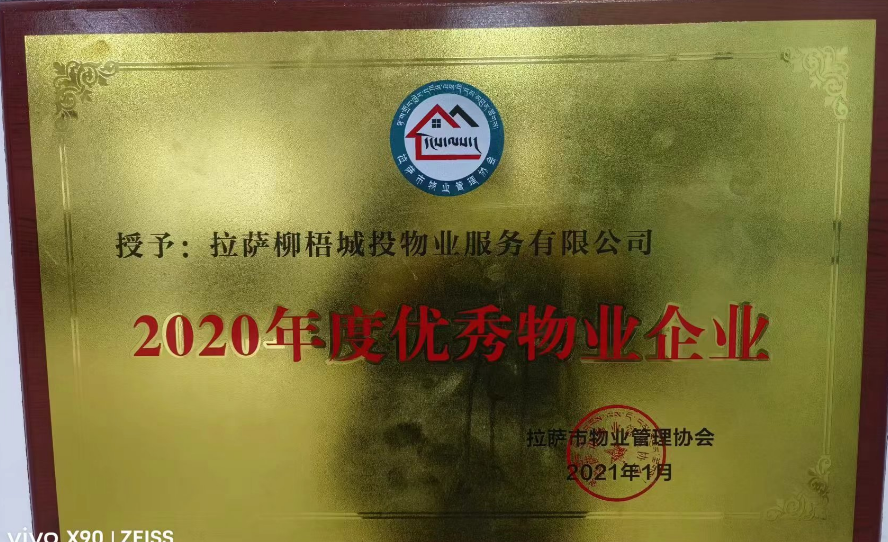 拉萨市物业管理协会
授予：拉萨柳梧城投物业服务有限公司
2020年度优秀物业企业
拉萨市物业管理协会
2021年1月
vivo X90 | ZEISS